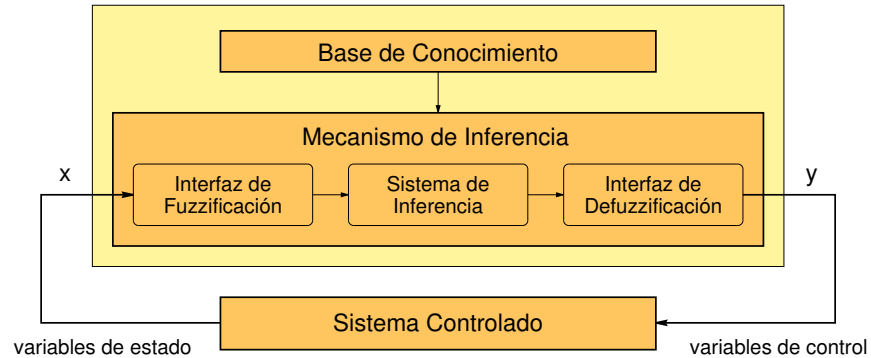 Base de Conocimiento
Mecanismo de Inferencia
x
Interfaz de
Fuzzificación
Sistema de
Inferencia
Interfaz de
Defuzzificación
y
Sistema Controlado
variables de estado
variables de control